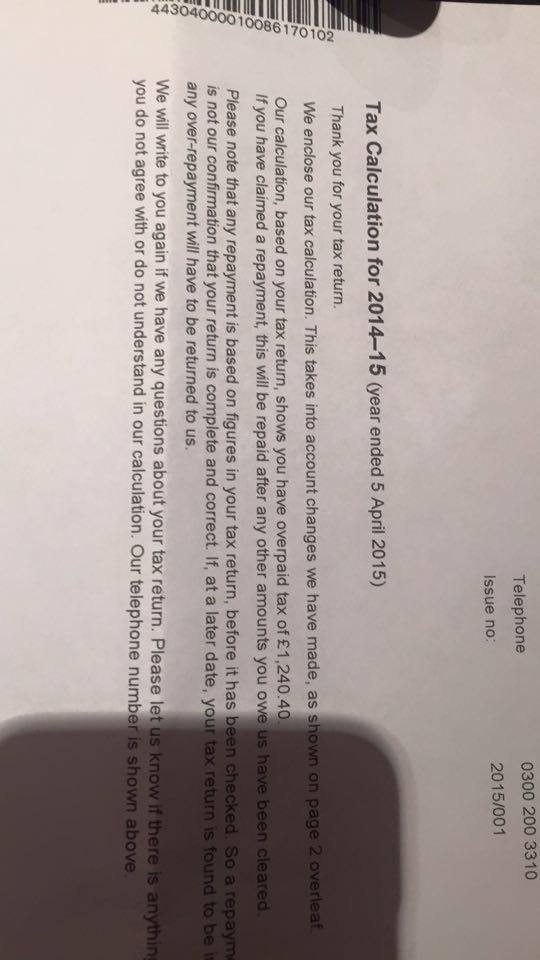 44304000010086170102
Telephone 0300 200 3310
Issue no: 2015/001
Tax Calculation for 2014–15 (year ended 5 April 2015)
Thank you for your tax return.
We enclose our tax calculation. This takes into account changes we have made, as shown on page 2 overleaf.
Our calculation, based on your tax return, shows you have overpaid tax of £1,240.40.
If you have claimed a repayment, this will be repaid after any other amounts you owe us have been cleared.
Please note that any repayment is based on figures in your tax return, before it has been checked. So a
is not our confirmation that your return is complete and correct. If, at a later date, your tax return is found to be
any over-repayment will have to be returned to us.
We will write to you again if we have any questions about your tax return. Please let us know if there is anything
you do not agree with or do not understand in our calculation. Our telephone number is shown above.